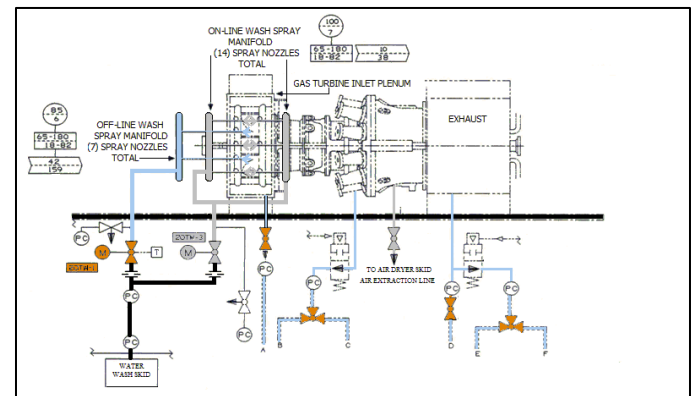 ON-LINE WASH SPRAY
MANIFOLD
(14) SPRAY NOZZLES
TOTAL
100
7
65-180
18-82
10
38
GAS TURBINE INLET PLENUM
85
6
65-180
18-82
42
159
OFF-LINE WASH
SPRAY MANIFOLD
(7) SPRAY NOZZLES
TOTAL
EXHAUST
PC
M
T
20TW-1
20TW-3
M
PC
PC
PC
PC
PC
PC
PC
PC
TO AIR DRYER SKID
AIR EXTRACTION LINE
A
B
C
D
E
F
WATER
WASH SKID